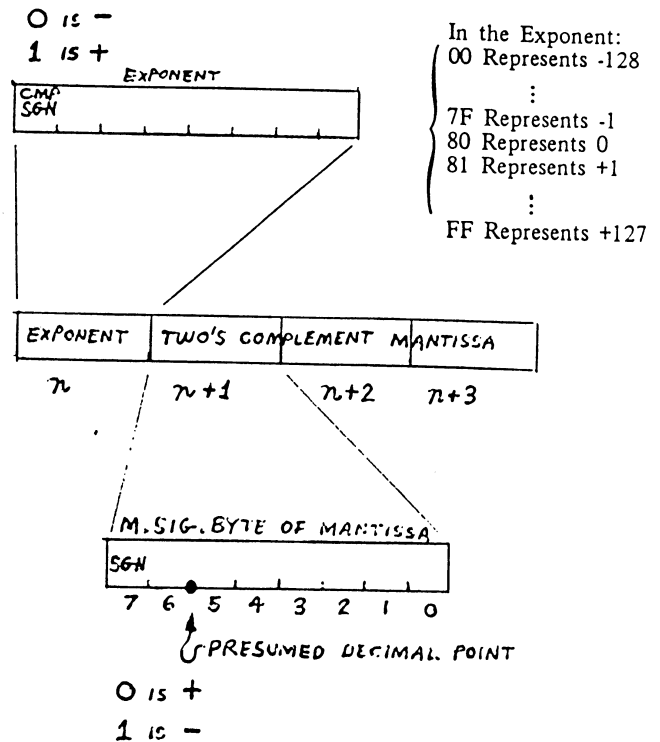 0 is -
1 is +
EXPONENT
CMP
SGN
In the Exponent:
00 Represents -128
⋮
7F Represents -1
80 Represents 0
81 Represents +1
⋮
FF Represents +127
EXPONENT TWO'S COMPLEMENT MANTISSA
n n+1 n+2 n+3
M. SIG. BYTE OF MANTISSA
SGN
7 6 5 4 3 2 1 0
PRESUMED DECIMAL POINT
0 is +
1 is -